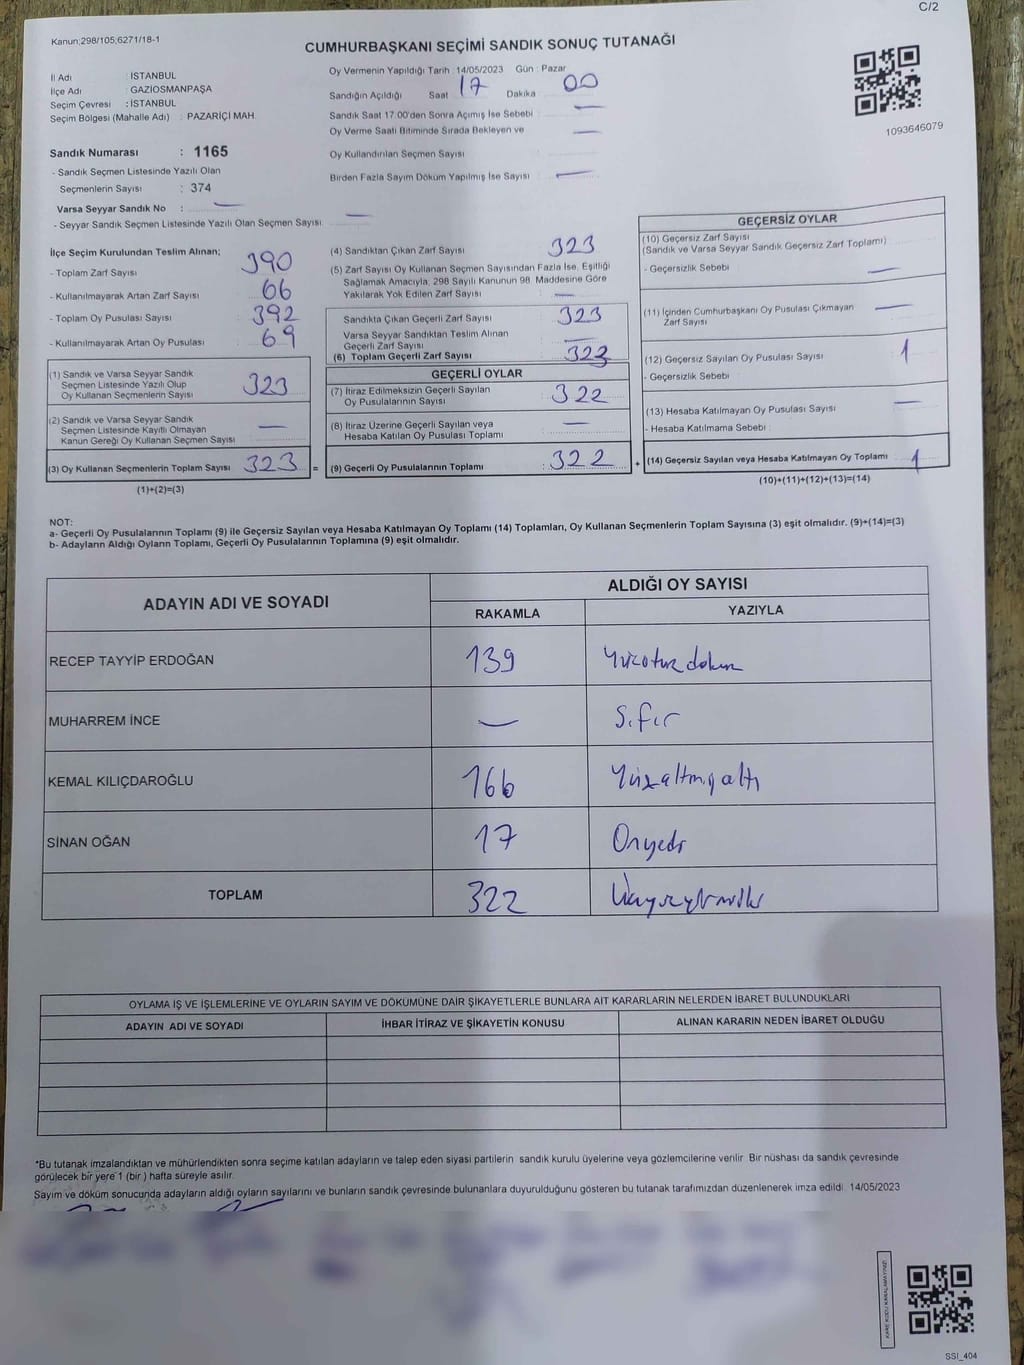 C/2
Kanun:298/105;6271/18-1
CUMHURBAŞKANI SEÇİMİ SANDIK SONUÇ TUTANAĞI
İl Adı : İSTANBUL
İlçe Adı : GAZİOSMANPAŞA
Seçim Çevresi : İSTANBUL
Seçim Bölgesi (Mahalle Adı) : PAZARİÇİ MAH.
Sandık Numarası : 1165
- Sandık Seçmen Listesinde Yazılı Olan
Seçmenlerin Sayısı : 374
Varsa Seyyar Sandık No : —
- Seyyar Sandık Seçmen Listesinde Yazılı Olan Seçmen Sayısı —
Oy Vermenin Yapıldığı Tarih : 14/05/2023 Gün : Pazar
Sandığın Açıldığı Saat 17 Dakika 00
Sandık Saat 17.00'den Sonra Açılmış İse Sebebi : —
Oy Verme Saati Bitiminde Sırada Bekleyen ve —
Oy Kullandırılan Seçmen Sayısı
Birden Fazla Sayım Döküm Yapılmış İse Sayısı : —
1093646079
İlçe Seçim Kurulundan Teslim Alınan;
- Toplam Zarf Sayısı 390
- Kullanılmayarak Artan Zarf Sayısı 66
- Toplam Oy Pusulası Sayısı 392
- Kullanılmayarak Artan Oy Pusulası 69
(1) Sandık ve Varsa Seyyar Sandık
Seçmen Listesinde Yazılı Olup
Oy Kullanan Seçmenlerin Sayısı 323
(2) Sandık ve Varsa Seyyar Sandık
Seçmen Listesinde Kayıtlı Olmayan
Kanun Gereği Oy Kullanan Seçmen Sayısı —
(3) Oy Kullanan Seçmenlerin Toplam Sayısı 323 =
(1)+(2)=(3)
(4) Sandıktan Çıkan Zarf Sayısı 323
(5) Zarf Sayısı Oy Kullanan Seçmen Sayısından Fazla İse, Eşitliği
Sağlamak Amacıyla; 298 Sayılı Kanunun 98. Maddesine Göre
Yakılarak Yok Edilen Zarf Sayısı : —
Sandıkta Çıkan Geçerli Zarf Sayısı 323
Varsa Seyyar Sandıktan Teslim Alınan
Geçerli Zarf Sayısı —
(6) Toplam Geçerli Zarf Sayısı 323
GEÇERLİ OYLAR
(7) İtiraz Edilmeksizin Geçerli Sayılan
Oy Pusulalarının Sayısı 322
(8) İtiraz Üzerine Geçerli Sayılan veya
Hesaba Katılan Oy Pusulası Toplamı —
(9) Geçerli Oy Pusulalarının Toplamı : 322 +
GEÇERSİZ OYLAR
(10) Geçersiz Zarf Sayısı
(Sandık ve Varsa Seyyar Sandık Geçersiz Zarf Toplamı)
- Geçersizlik Sebebi : —
(11) İçinden Cumhurbaşkanı Oy Pusulası Çıkmayan —
Zarf Sayısı
(12) Geçersiz Sayılan Oy Pusulası Sayısı 1
- Geçersizlik Sebebi :
(13) Hesaba Katılmayan Oy Pusulası Sayısı —
- Hesaba Katılmama Sebebi :
(14) Geçersiz Sayılan veya Hesaba Katılmayan Oy Toplamı 1
(10)+(11)+(12)+(13)=(14)
NOT:
a- Geçerli Oy Pusulalarının Toplamı (9) ile Geçersiz Sayılan veya Hesaba Katılmayan Oy Toplamı (14) Toplamları, Oy Kullanan Seçmenlerin Toplam Sayısına (3) eşit olmalıdır. (9)+(14)=(3)
b- Adayların Aldığı Oyların Toplamı, Geçerli Oy Pusulalarının Toplamına (9) eşit olmalıdır.
ADAYIN ADI VE SOYADI ALDIĞI OY SAYISI
RAKAMLA YAZIYLA
RECEP TAYYİP ERDOĞAN 139 Yüzotuzdokuz
MUHARREM İNCE — Sıfır
KEMAL KILIÇDAROĞLU 166 Yüzaltmışaltı
SİNAN OĞAN 17 Onyedi
TOPLAM 322 Üçyüzyirmiiki
OYLAMA İŞ VE İŞLEMLERİNE VE OYLARIN SAYIM VE DÖKÜMÜNE DAİR ŞİKAYETLERLE BUNLARA AİT KARARLARIN NELERDEN İBARET BULUNDUKLARI
ADAYIN ADI VE SOYADI İHBAR İTİRAZ VE ŞİKAYETİN KONUSU ALINAN KARARIN NEDEN İBARET OLDUĞU
*Bu tutanak imzalandıktan ve mühürlendikten sonra seçime katılan adayların ve talep eden siyasi partilerin sandık kurulu üyelerine veya gözlemcilerine verilir. Bir nüshası da sandık çevresinde
görülecek bir yere 1 (bir ) hafta süreyle asılır.
Sayım ve döküm sonucunda adayların aldığı oyların sayılarını ve bunların sandık çevresinde bulunanlara duyurulduğunu gösteren bu tutanak tarafımızdan düzenlenerek imza edildi. 14/05/2023
KARE KODU KARALAMAYINIZ!
SSI_404